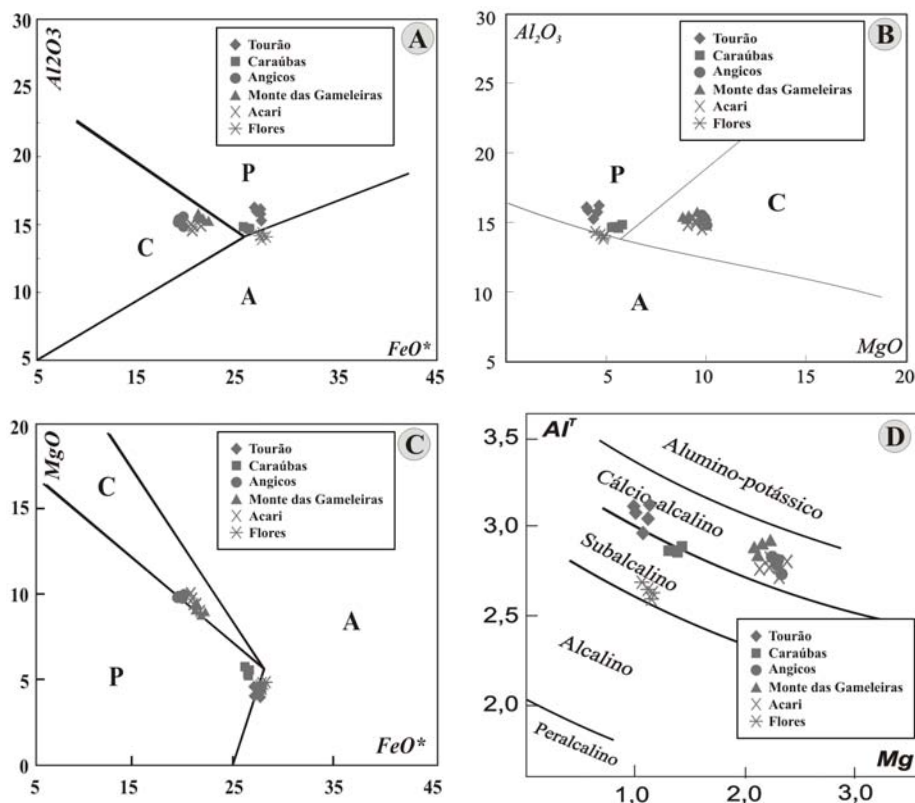 30
25
20
15
10
5
Al2O3
A
Tourão
Caraúbas
Angicos
Monte das Gameleiras
Acari
Flores
P
C
A
FeO*
5
15
25
35
45
30
25
20
15
10
5
Al₂O₃
B
Tourão
Caraúbas
Angicos
Monte das Gameleiras
Acari
Flores
P
C
A
MgO
0
5
10
15
20
20
15
10
5
0
MgO
C
Tourão
Caraúbas
Angicos
Monte das Gameleiras
Acari
Flores
C
A
P
FeO*
5
15
25
35
45
Alᵀ
D
3,5
3,0
2,5
2,0
Alumino-potássico
Cálcio-alcalino
Subalcalino
Alcalino
Peralcalino
Tourão
Caraúbas
Angicos
Monte das Gameleiras
Acari
Flores
Mg
1,0
2,0
3,0